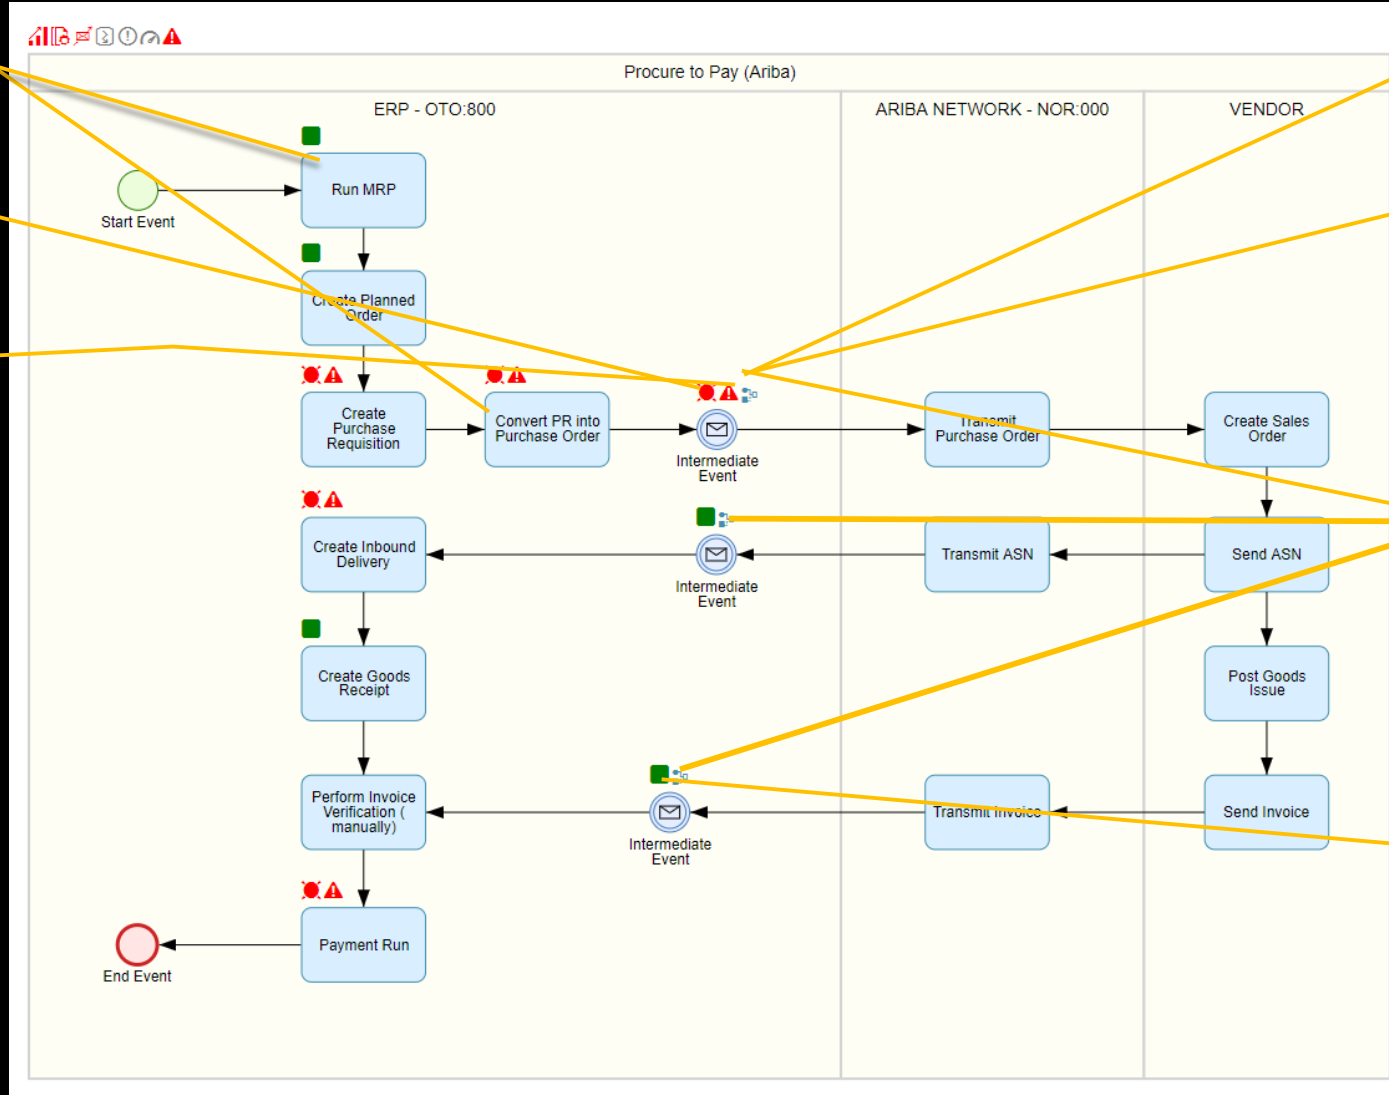 Procure to Pay (Ariba)
ERP - OTO:800
ARIBA NETWORK - NOR:000
VENDOR
Run MRP
Start Event
Create Planned
Order
Create
Purchase
Requisition
Convert PR into
Purchase Order
Intermediate
Event
Transmit
Purchase Order
Create Sales
Order
Create Inbound
Delivery
Intermediate
Event
Transmit ASN
Send ASN
Create Goods
Receipt
Post Goods
Issue
Perform Invoice
Verification (
manually)
Intermediate
Event
Transmit Invoice
Send Invoice
Payment Run
End Event